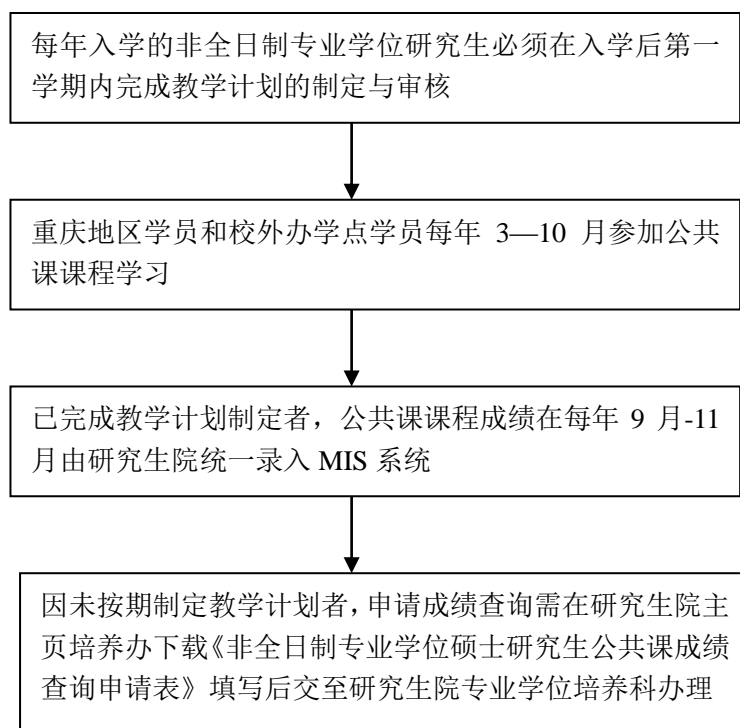 每年入学的非全日制专业学位研究生必须在入学后第一
学期内完成教学计划的制定与审核
重庆地区学员和校外办学点学员每年 3—10 月参加公共
课课程学习
已完成教学计划制定者，公共课课程成绩在每年 9 月-11
月由研究生院统一录入 MIS 系统
因未按期制定教学计划者，申请成绩查询需在研究生院主
页培养办下载《非全日制专业学位硕士研究生公共课成绩
查询申请表》填写后交至研究生院专业学位培养科办理